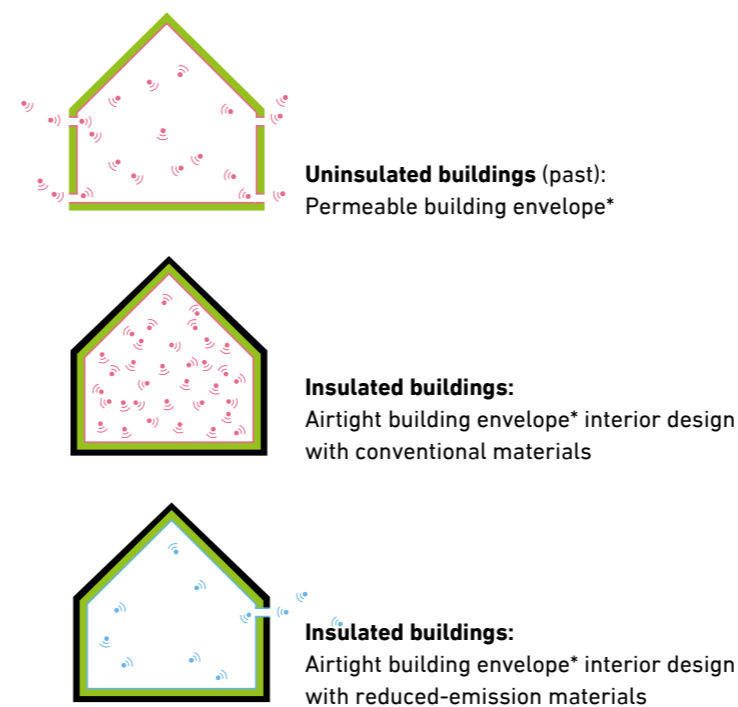 Uninsulated buildings (past):
Permeable building envelope*
Insulated buildings:
Airtight building envelope* interior design
with conventional materials
Insulated buildings:
Airtight building envelope* interior design
with reduced-emission materials